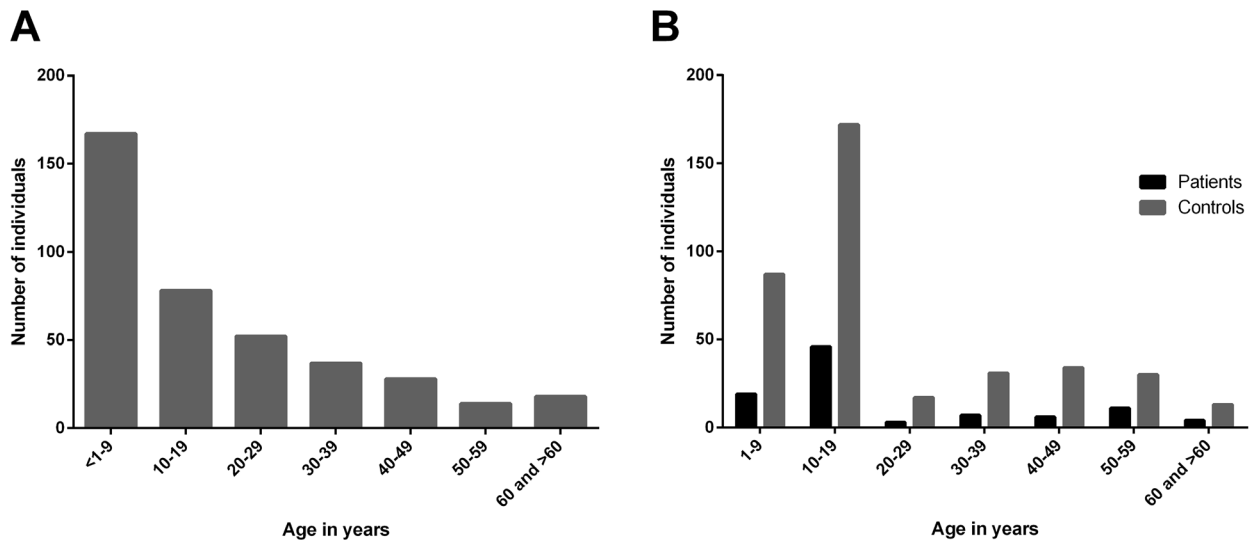 A
Number of individuals
200
150
100
50
0
<1-9
10-19
20-29
30-39
40-49
50-59
60 and >60
Age in years
B
Number of individuals
200
150
100
50
0
1-9
10-19
20-29
30-39
40-49
50-59
60 and >60
Age in years
Patients
Controls